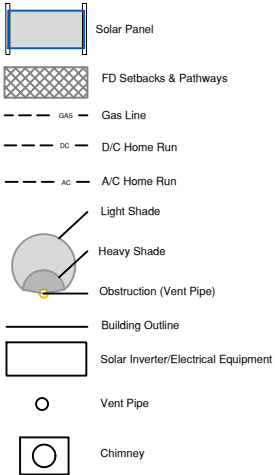 Solar Panel
FD Setbacks & Pathways
GAS Gas Line
DC D/C Home Run
AC A/C Home Run
Light Shade
Heavy Shade
Obstruction (Vent Pipe)
Building Outline
Solar Inverter/Electrical Equipment
Vent Pipe
Chimney